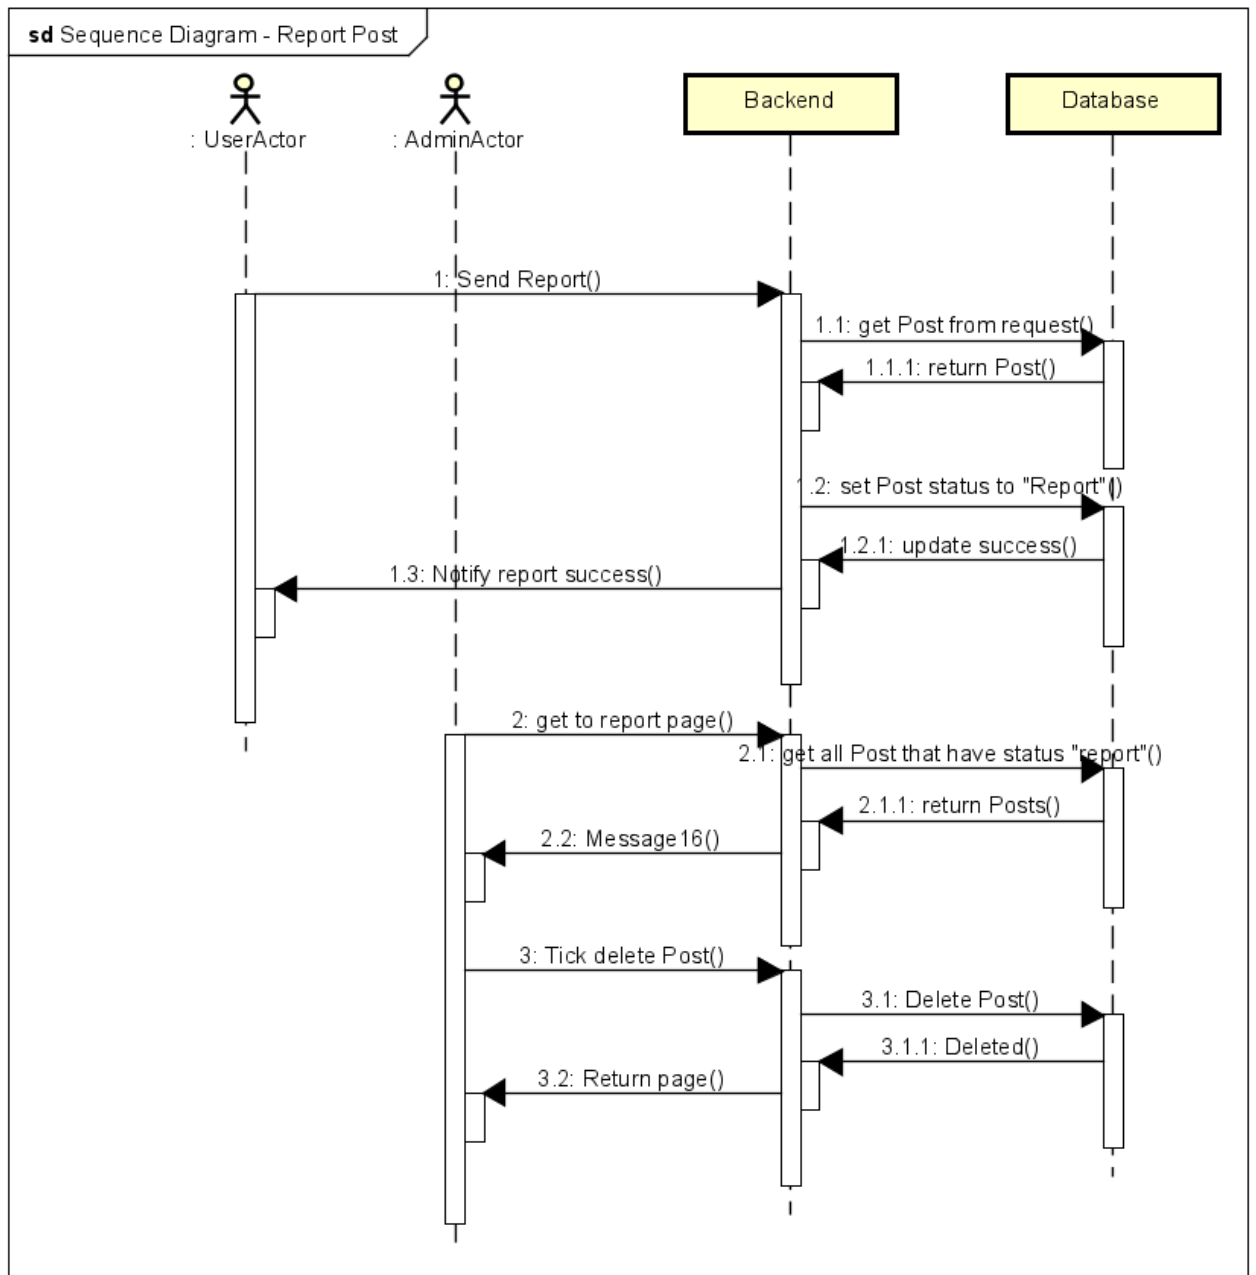 sd Sequence Diagram - Report Post
: UserActor
: AdminActor
Backend
Database
1: Send Report()
1.1: get Post from request()
1.1.1: return Post()
1.2: set Post status to "Report"()
1.2.1: update success()
1.3: Notify report success()
2: get to report page()
2.1: get all Post that have status "report"()
2.1.1: return Posts()
2.2: Message16()
3: Tick delete Post()
3.1: Delete Post()
3.1.1: Deleted()
3.2: Return page()